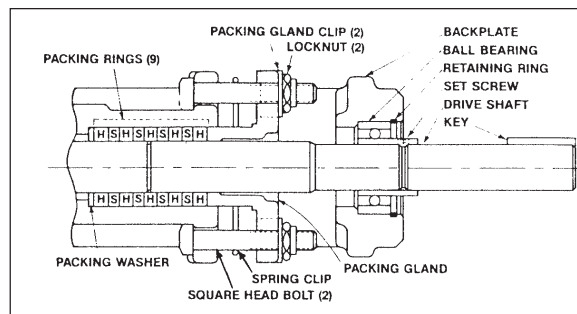 PACKING GLAND CLIP (2)
LOCKNUT (2)
PACKING RINGS (9)
BACKPLATE
BALL BEARING
RETAINING RING
SET SCREW
DRIVE SHAFT
KEY
H S H S H S H S H
H S H S H S H S H
PACKING WASHER
PACKING GLAND
SPRING CLIP
SQUARE HEAD BOLT (2)